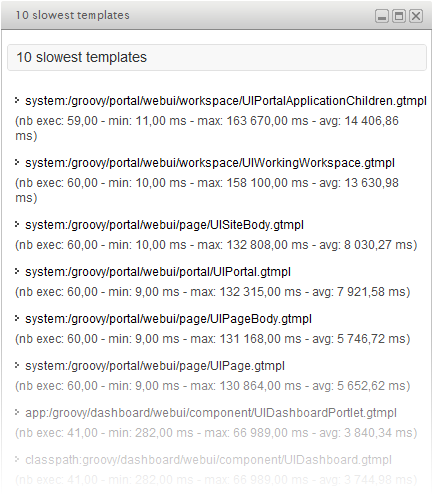 10 slowest templates
10 slowest templates
system:/groovy/portal/webui/workspace/UIPortalApplicationChildren.gtmpl
(nb exec: 59,00 - min: 11,00 ms - max: 163 670,00 ms - avg: 14 406,86
ms)
system:/groovy/portal/webui/workspace/UIWorkingWorkspace.gtmpl
(nb exec: 60,00 - min: 10,00 ms - max: 158 100,00 ms - avg: 13 630,98
ms)
system:/groovy/portal/webui/page/UISiteBody.gtmpl
(nb exec: 60,00 - min: 10,00 ms - max: 132 808,00 ms - avg: 8 030,27 ms)
system:/groovy/portal/webui/portal/UIPortal.gtmpl
(nb exec: 60,00 - min: 9,00 ms - max: 132 315,00 ms - avg: 7 921,58 ms)
system:/groovy/portal/webui/page/UIPageBody.gtmpl
(nb exec: 60,00 - min: 9,00 ms - max: 131 168,00 ms - avg: 5 746,72 ms)
system:/groovy/portal/webui/page/UIPage.gtmpl
(nb exec: 60,00 - min: 9,00 ms - max: 130 864,00 ms - avg: 5 652,62 ms)
app:/groovy/dashboard/webui/component/UIDashboardPortlet.gtmpl
(nb exec: 41,00 - min: 282,00 ms - max: 66 989,00 ms - avg: 3 840,34 ms)
classpath:groovy/dashboard/webui/component/UIDashboard.gtmpl
(nb exec: 41,00 - min: 268,00 ms - max: 66 989,00 ms - avg: 3 744,98 ms)